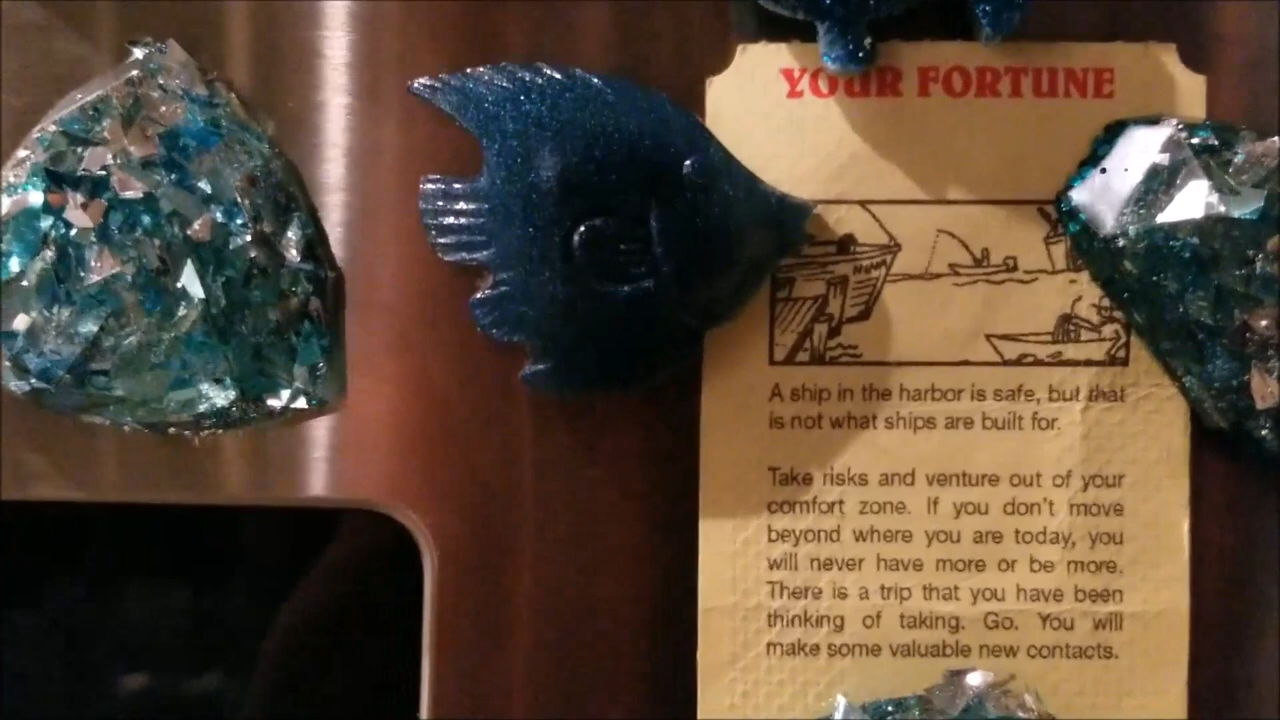 YOUR FORTUNE
A ship in the harbor is safe, but that
is not what ships are built for.
Take risks and venture out of your
comfort zone. If you don't move
beyond where you are today, you
will never have more or be more.
There is a trip that you have been
thinking of taking. Go. You will
make some valuable new contacts.